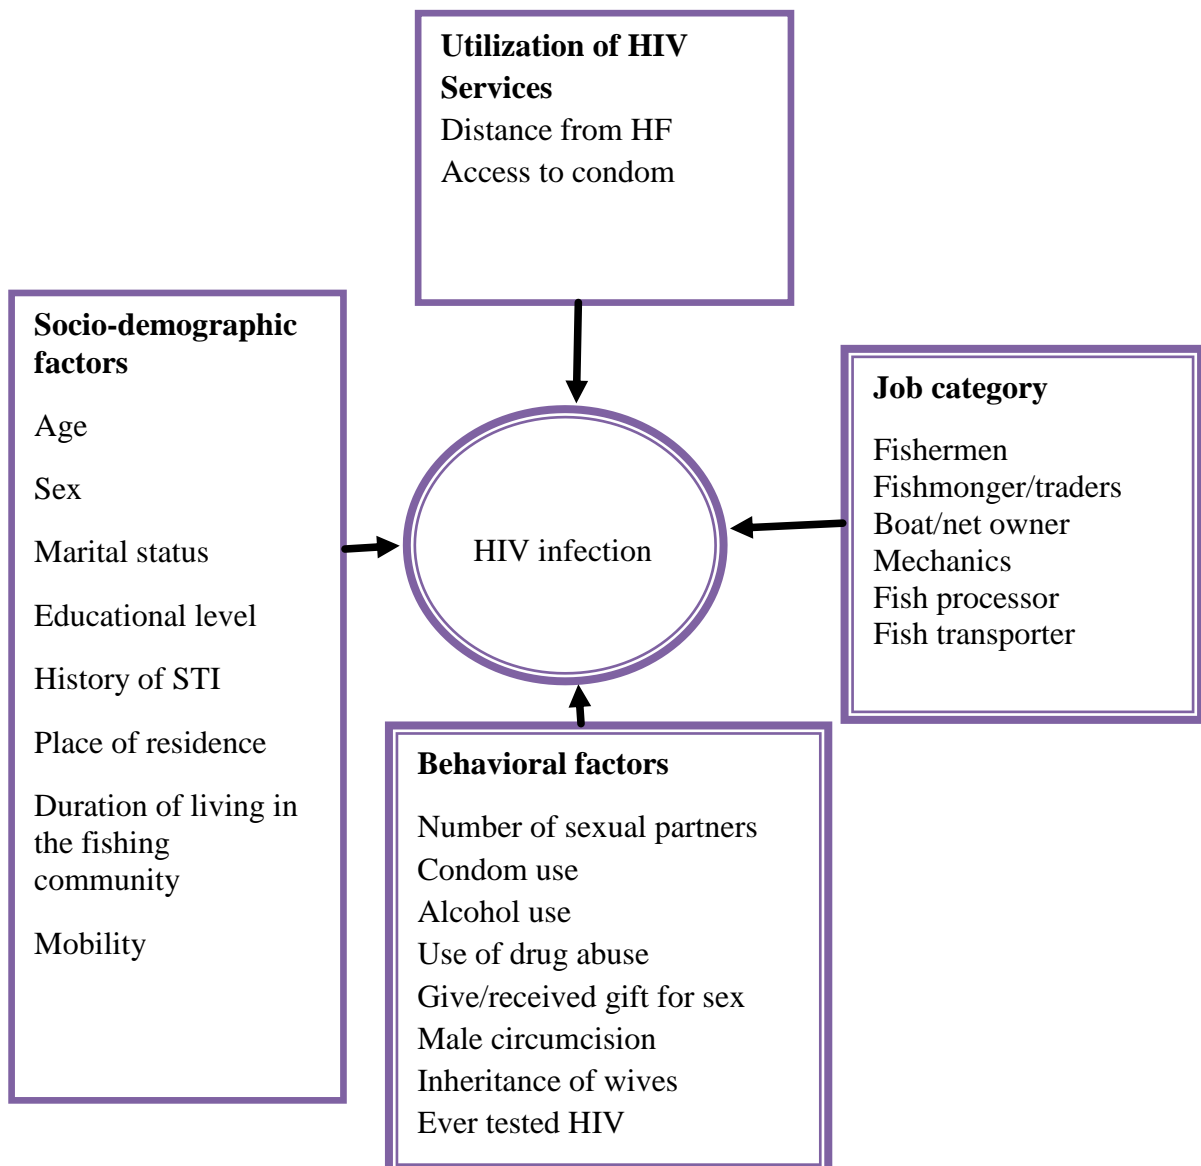 Utilization of HIV
Services
Distance from HF
Access to condom
Socio-demographic
factors
Age
Sex
Marital status
Educational level
History of STI
Place of residence
Duration of living in
the fishing
community
Mobility
HIV infection
Job category
Fishermen
Fishmonger/traders
Boat/net owner
Mechanics
Fish processor
Fish transporter
Behavioral factors
Number of sexual partners
Condom use
Alcohol use
Use of drug abuse
Give/received gift for sex
Male circumcision
Inheritance of wives
Ever tested HIV